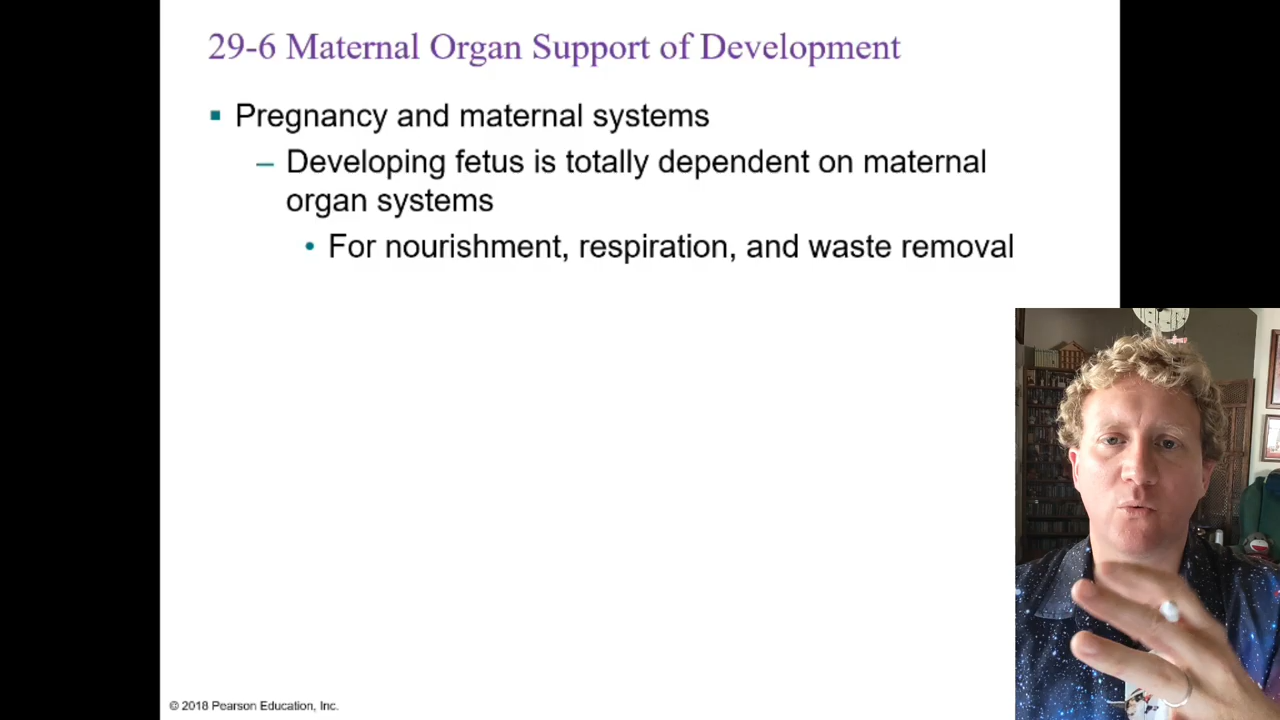 29-6 Maternal Organ Support of Development
Pregnancy and maternal systems
– Developing fetus is totally dependent on maternal
organ systems
• For nourishment, respiration, and waste removal
© 2018 Pearson Education, Inc.